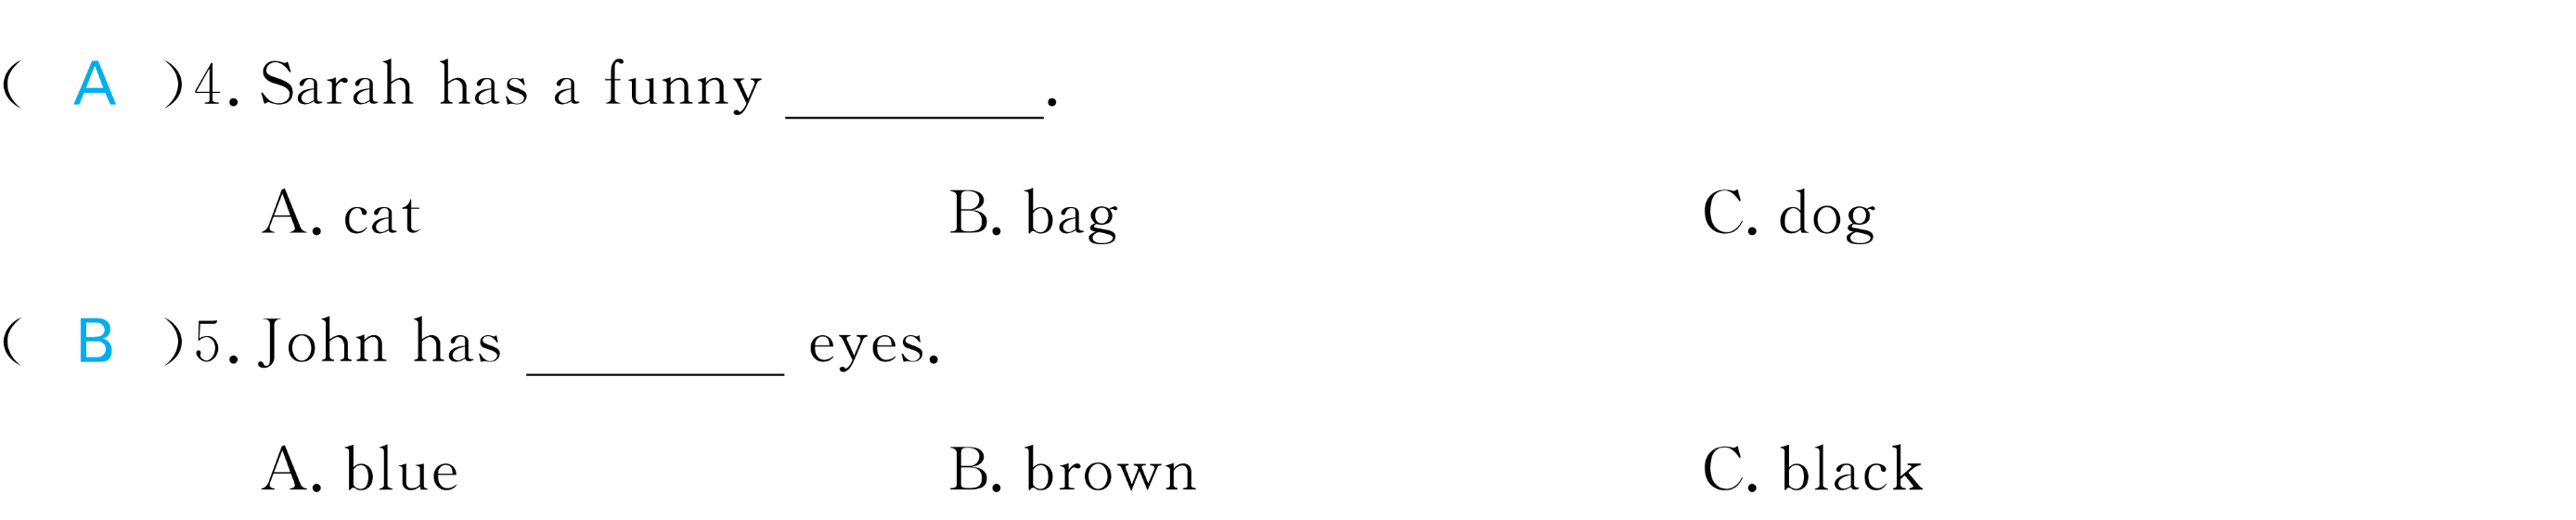 ( A )4. Sarah has a funny ________.
A. cat B. bag C. dog
( B )5. John has ________ eyes.
A. blue B. brown C. black